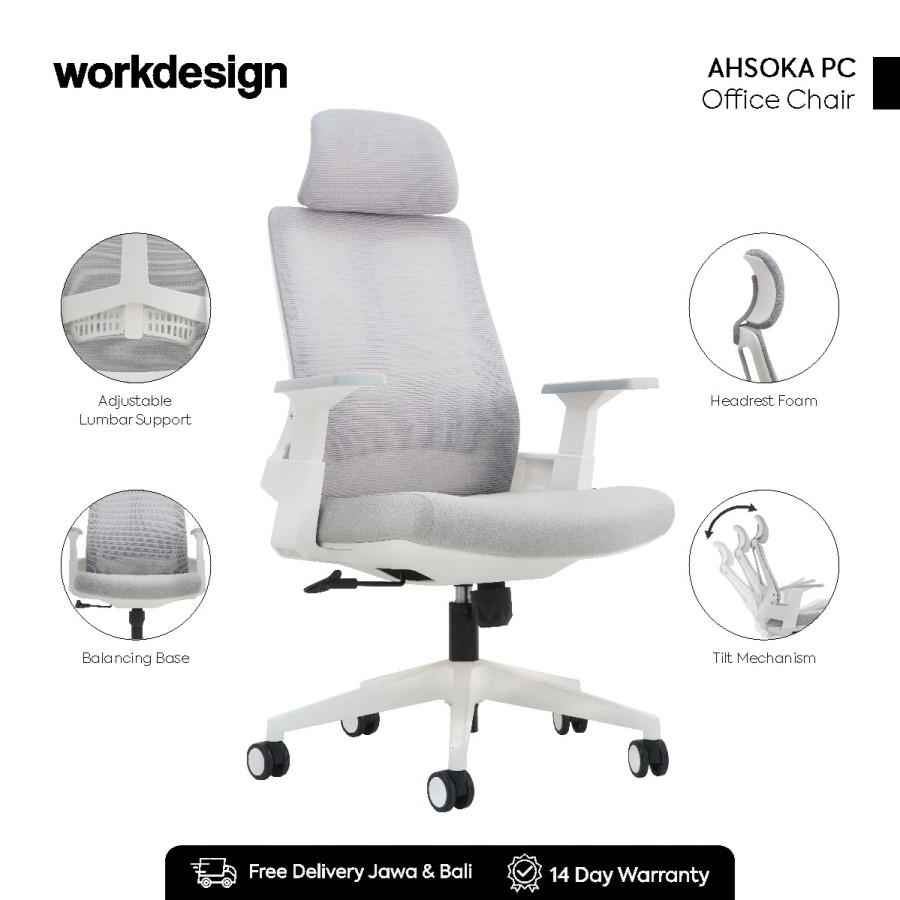 workdesign
AHSOKA PC
Office Chair
Adjustable
Lumbar Support
Headrest Foam
Balancing Base
Tilt Mechanism
Free Delivery Jawa & Bali
14 Day Warranty